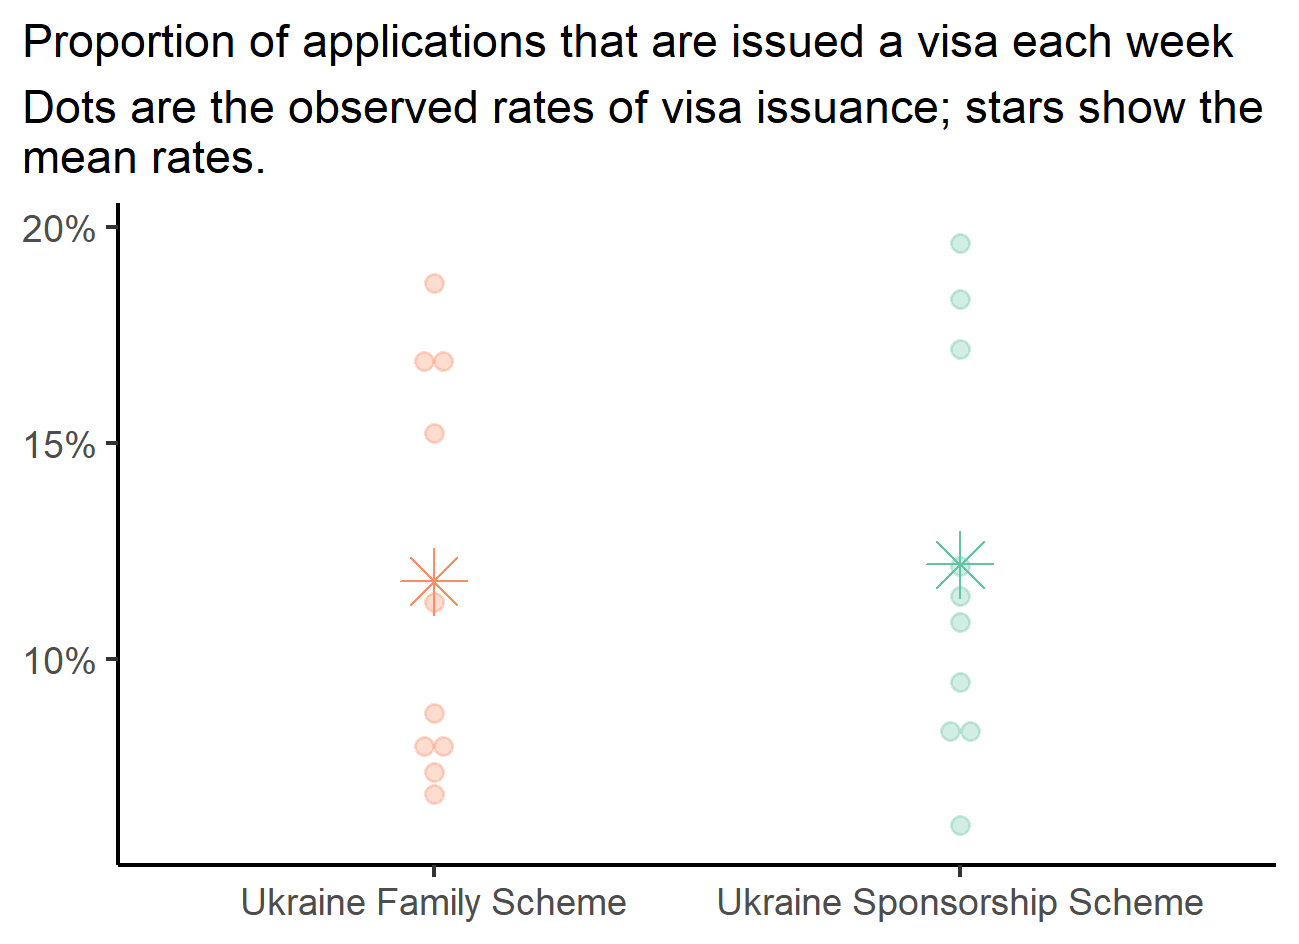 Proportion of applications that are issued a visa each week
Dots are the observed rates of visa issuance; stars show the
mean rates.
20%
15%
10%
Ukraine Family Scheme
Ukraine Sponsorship Scheme